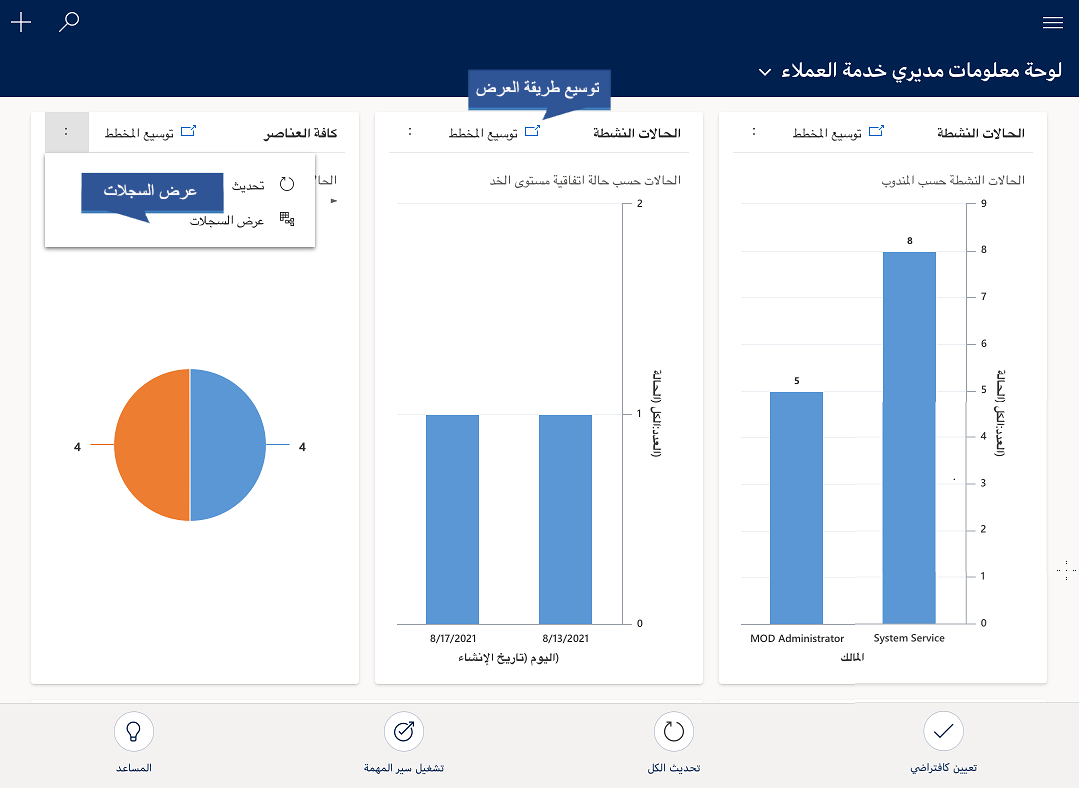 لوحة معلومات مديري خدمة العملاء
توسيع طريقة العرض
الحالات النشطة
توسيع المخطط
الحالات النشطة حسب المندوب
9
8
7
6
5
4
3
2
1
0
8
5
(العدد:الكل (الحالة
System Service
MOD Administrator
المالك
الحالات النشطة
توسيع المخطط
الحالات حسب حالة اتفاقية مستوى الخد
2
1
0
(العدد:الكل (الحالة
8/13/2021
8/17/2021
(اليوم (تاريخ الإنشاء
كافة العناصر
توسيع المخطط
الحا
تحديث
عرض السجلات
عرض السجلات
4
4
تعيين كافتراضي
تحديث الكل
تشغيل سير المهمة
المساعد